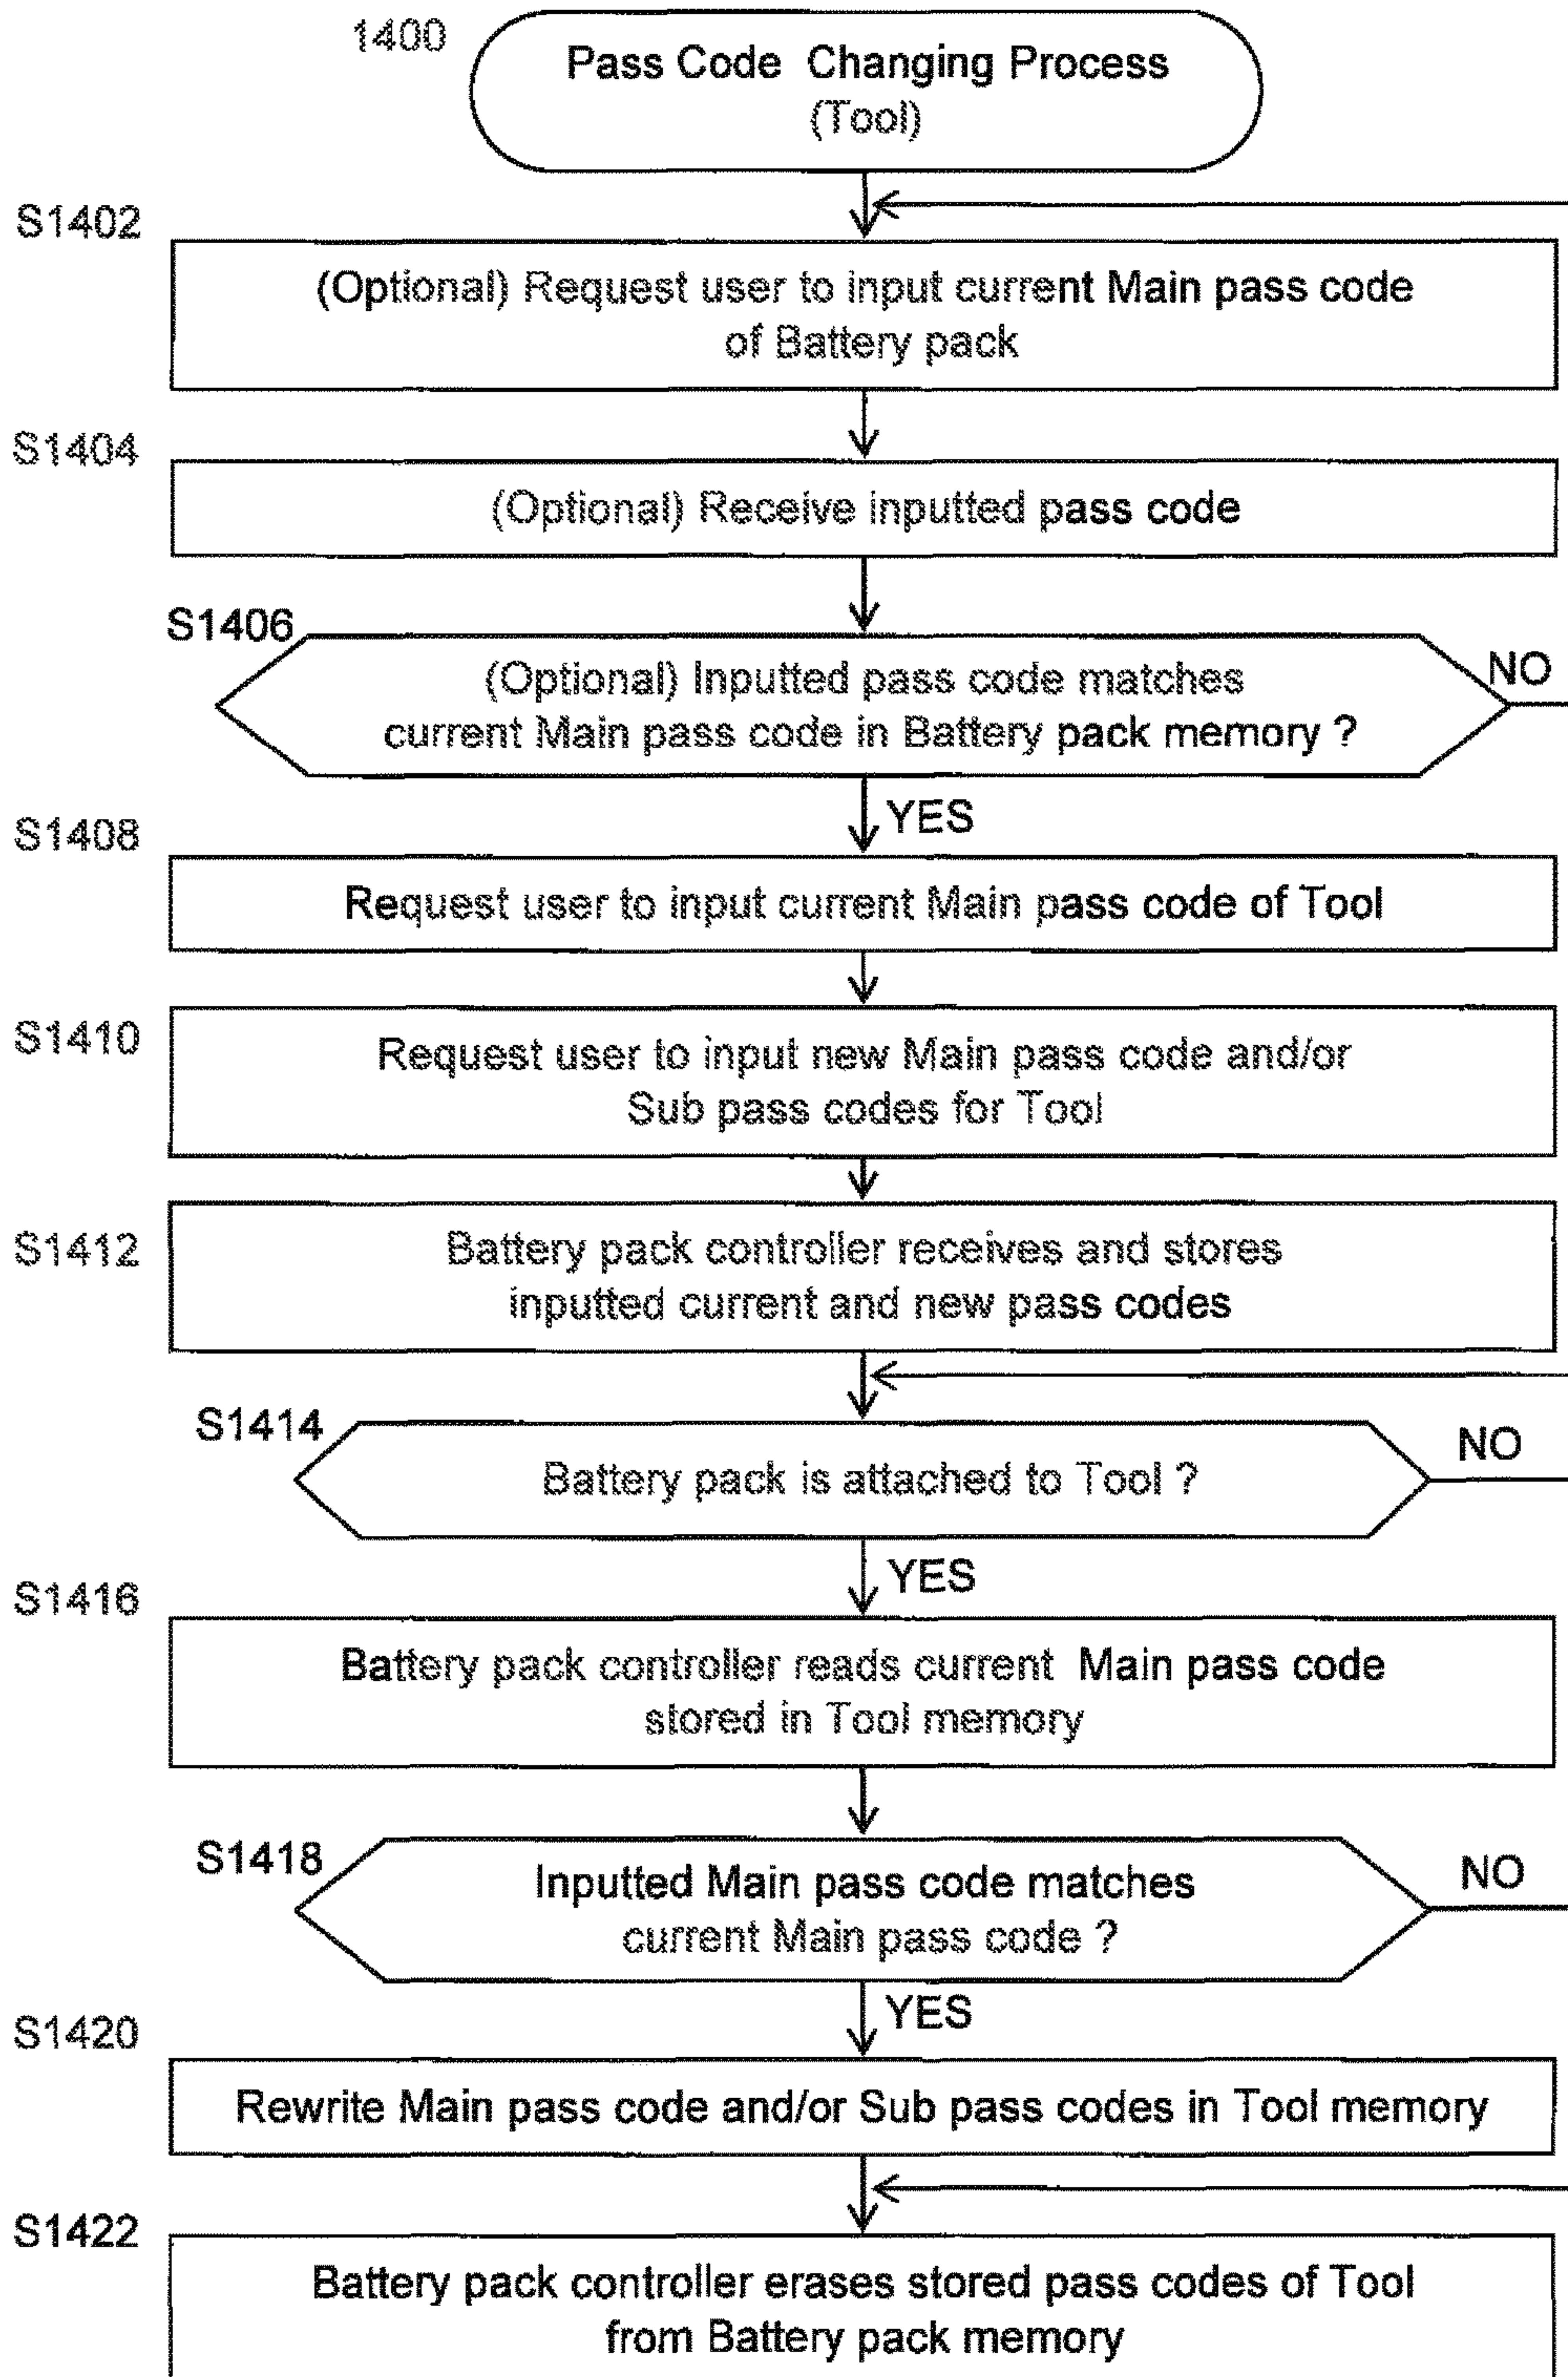 1400
Pass Code Changing Process
(Tool)
S1402
(Optional) Request user to input current Main pass code
of Battery pack
S1404
(Optional) Receive inputted pass code
S1406
(Optional) Inputted pass code matches
current Main pass code in Battery pack memory ?
NO
YES
S1408
Request user to input current Main pass code of Tool
S1410
Request user to input new Main pass code and/or
Sub pass codes for Tool
S1412
Battery pack controller receives and stores
inputted current and new pass codes
S1414
Battery pack is attached to Tool ?
NO
YES
S1416
Battery pack controller reads current Main pass code
stored in Tool memory
S1418
Inputted Main pass code matches
current Main pass code ?
NO
YES
S1420
Rewrite Main pass code and/or Sub pass codes in Tool memory
S1422
Battery pack controller erases stored pass codes of Tool
from Battery pack memory